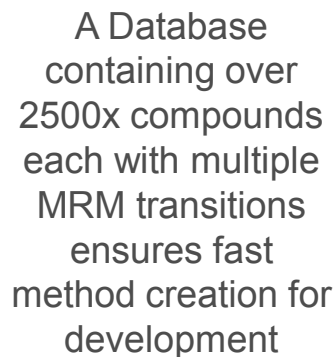 A Database
containing over
2500x compounds
each with multiple
MRM transitions
ensures fast
method creation for
development